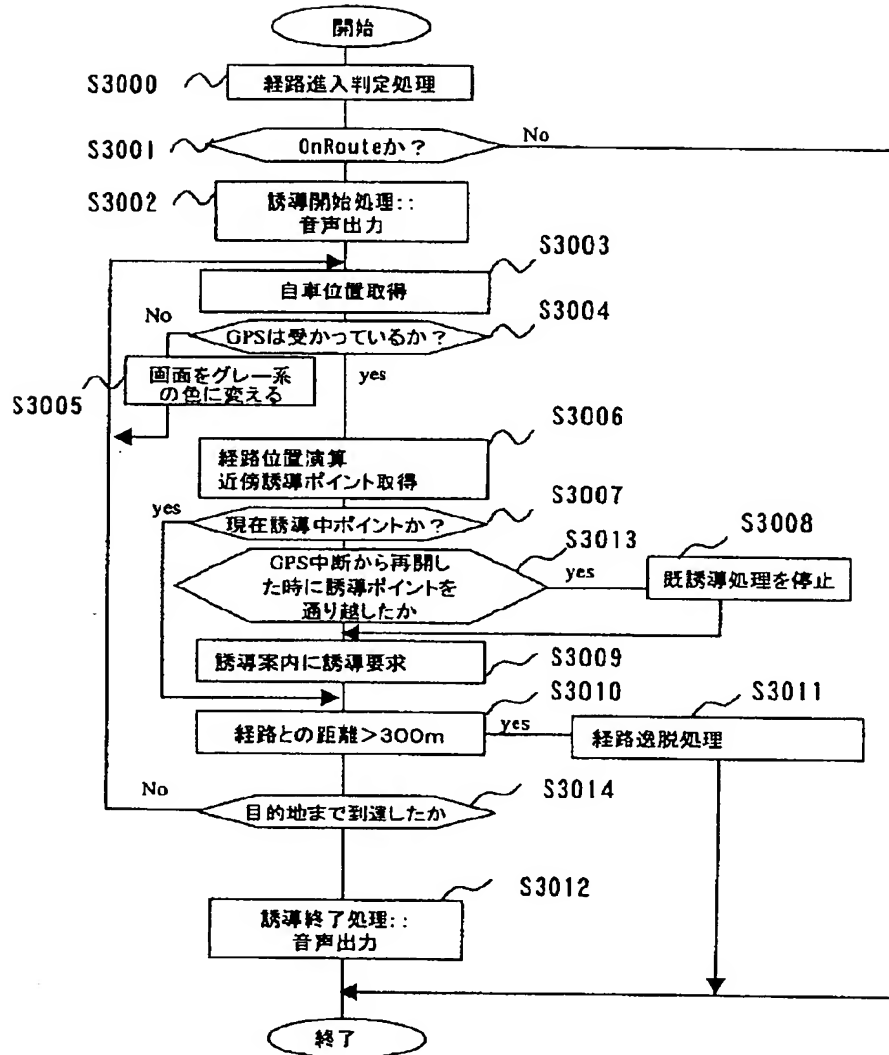 開始
S3000
経路進入判定処理
S3001
OnRouteか？
No
S3002
誘導開始処理::
音声出力
S3003
自車位置取得
No
GPSは受かっているか？
S3004
yes
S3005
画面をグレー系
の色に変える
S3006
経路位置演算
近傍誘導ポイント取得
yes
現在誘導中ポイントか？
S3007
GPS中断から再開し
た時に誘導ポイントを
通り越したか
S3013
yes
S3008
既誘導処理を停止
誘導案内に誘導要求
S3009
経路との距離＞300m
S3010
yes
S3011
経路逸脱処理
No
目的地まで到達したか
S3014
S3012
誘導終了処理::
音声出力
終了